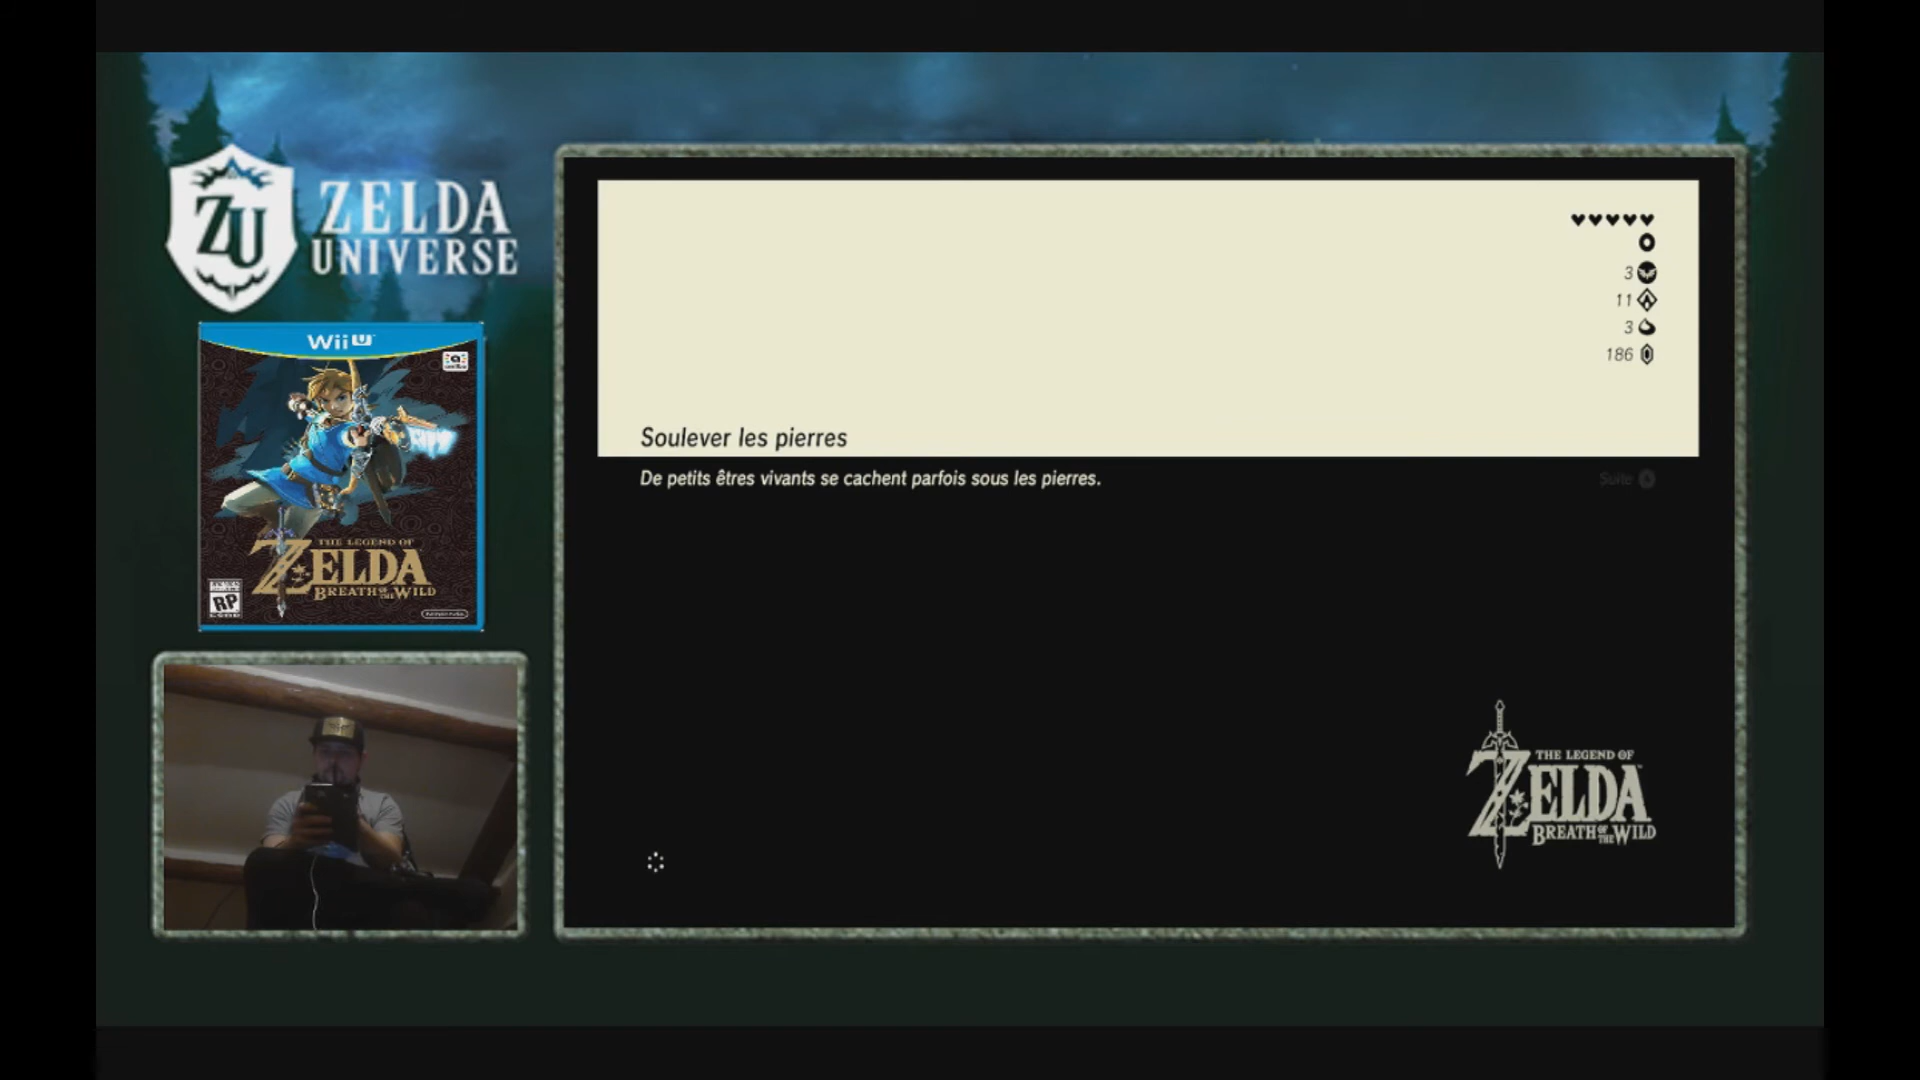 ZU
ZELDA
UNIVERSE
Wii U
THE LEGEND OF
ZELDA
BREATH OF THE WILD
RP
3
11
3
186
Soulever les pierres
De petits êtres vivants se cachent parfois sous les pierres.
Suite A
THE LEGEND OF
ZELDA
BREATH OF THE WILD